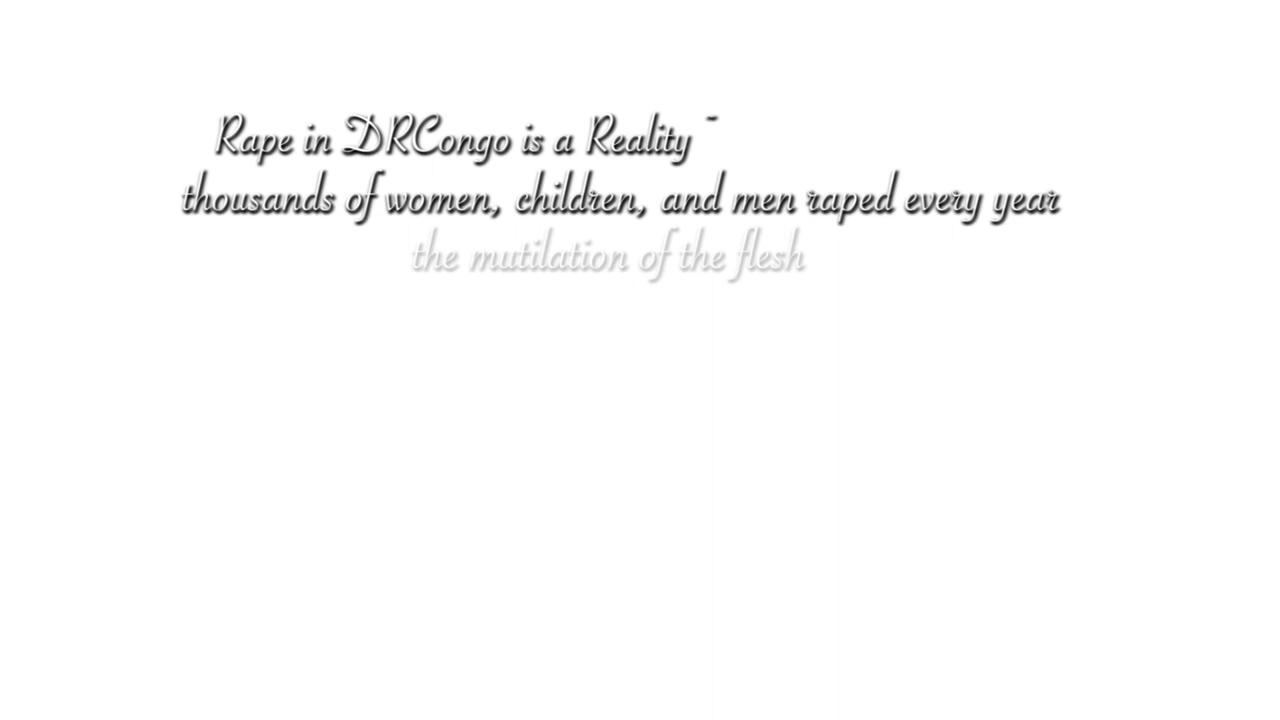 Rape in DRCongo is a Reality -
thousands of women, children, and men raped every year
the mutilation of the flesh